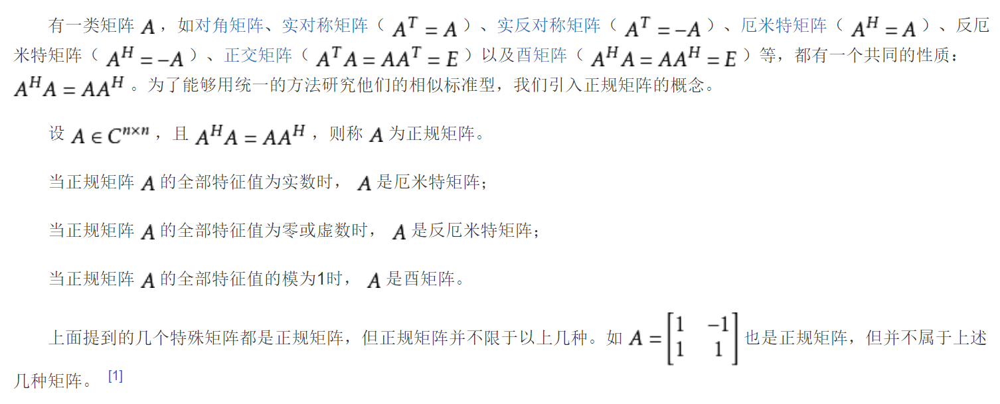 有一类矩阵 A ，如对角矩阵、实对称矩阵（ A^T = A ）、实反对称矩阵（ A^T = −A ）、厄米特矩阵（ A^H = A ）、反厄
米特矩阵（ A^H = −A ）、正交矩阵（ A^T A = AA^T = E ）以及酉矩阵（ A^H A = AA^H = E ）等，都有一个共同的性质：
A^H A = AA^H 。为了能够用统一的方法研究他们的相似标准型，我们引入正规矩阵的概念。
设 A ∈ C^{n×n} ，且 A^H A = AA^H ，则称 A 为正规矩阵。
当正规矩阵 A 的全部特征值为实数时， A 是厄米特矩阵；
当正规矩阵 A 的全部特征值为零或虚数时， A 是反厄米特矩阵；
当正规矩阵 A 的全部特征值的模为1时， A 是酉矩阵。
上面提到的几个特殊矩阵都是正规矩阵，但正规矩阵并不限于以上几种。如 A = [1 −1; 1 1] 也是正规矩阵，但并不属于上述
几种矩阵。 [1]